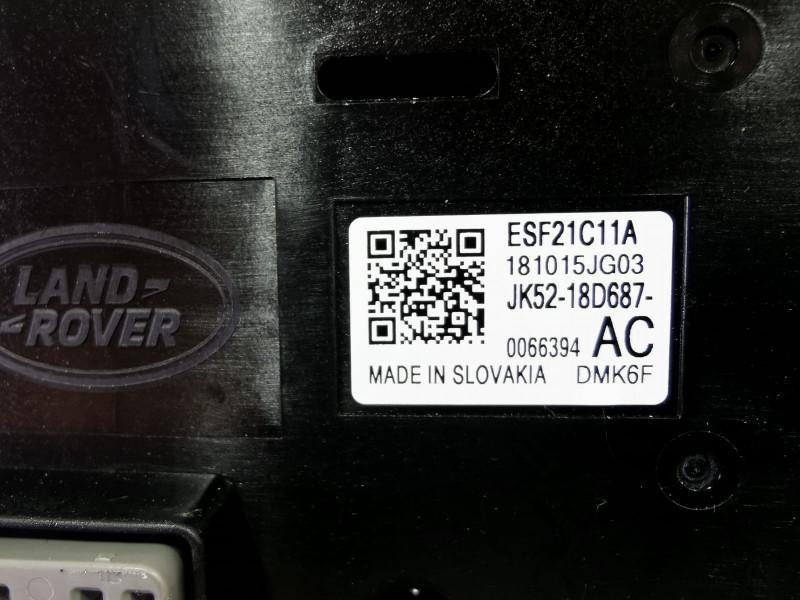 LAND
ROVER
ESF21C11A
181015JG03
JK52-18D687-
0066394 AC
MADE IN SLOVAKIA DMK6F